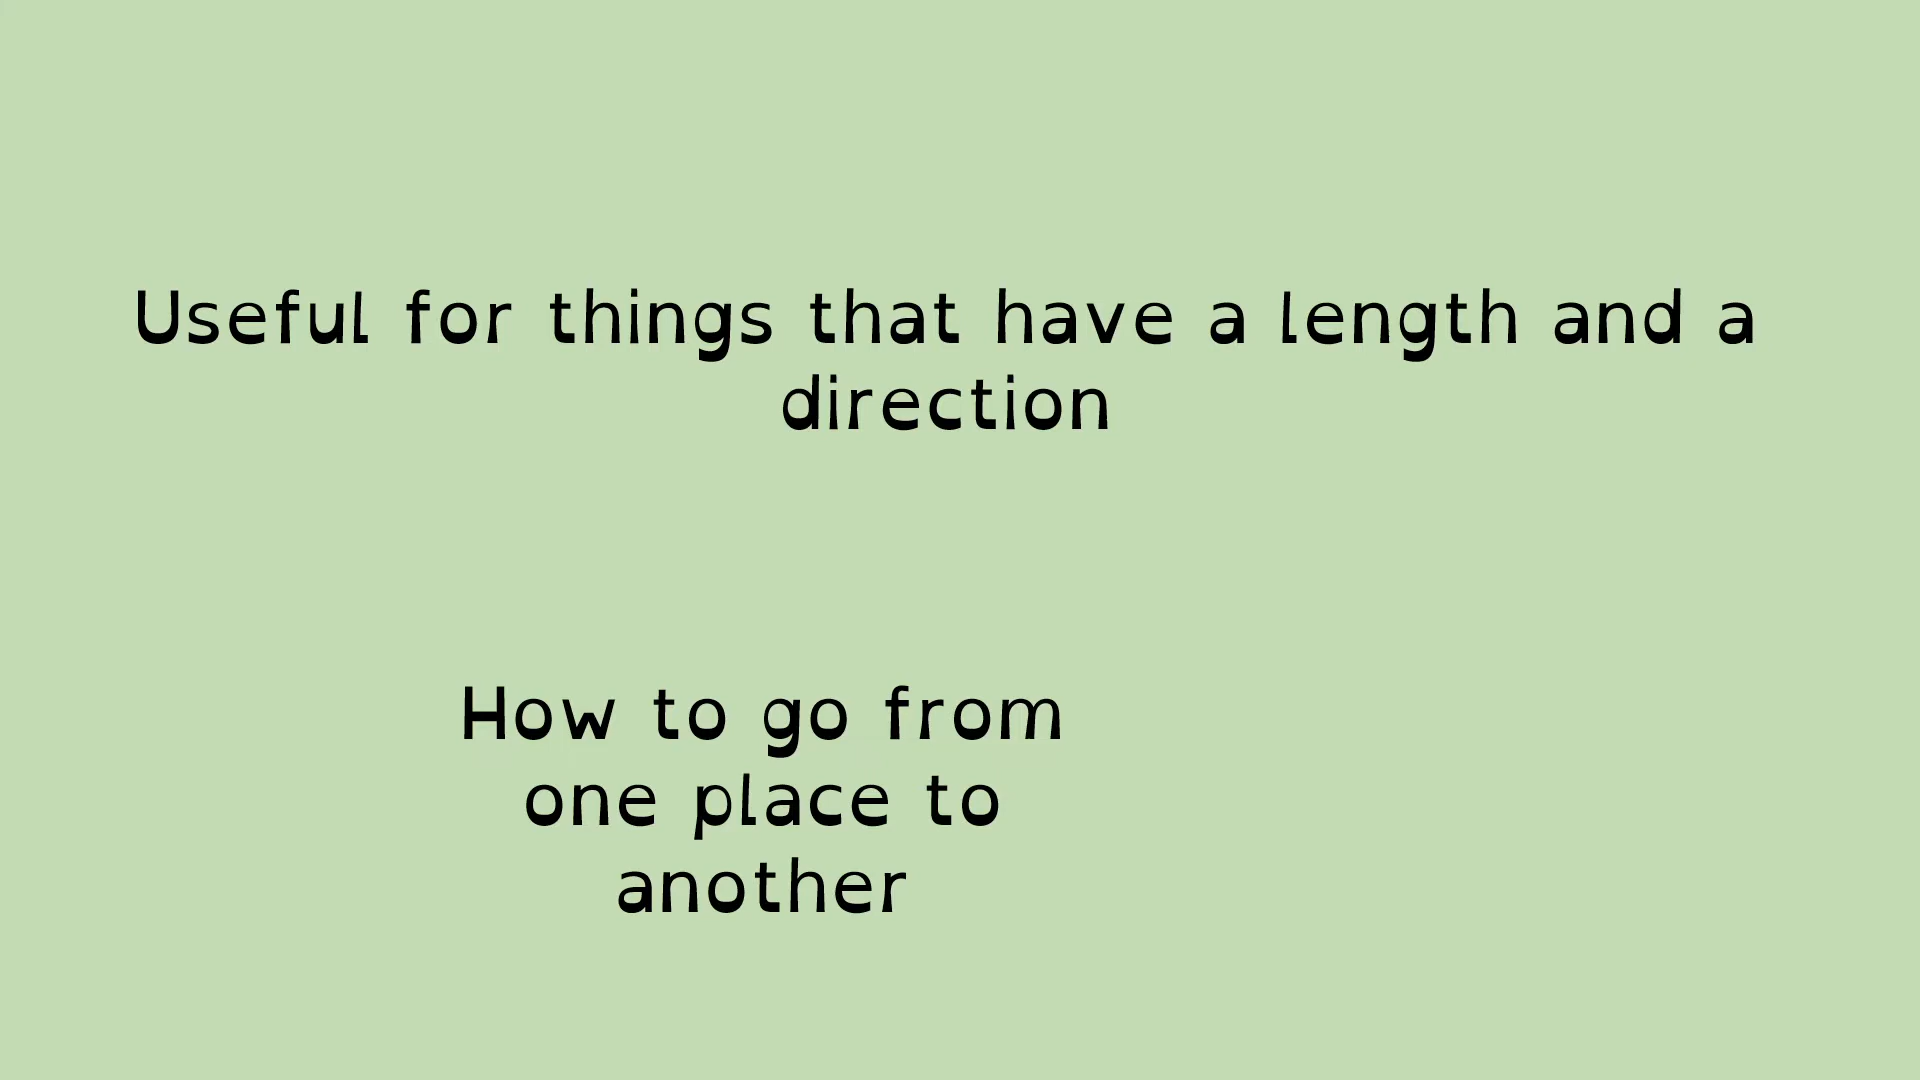 Useful for things that have a length and a
direction
How to go from
one place to
another